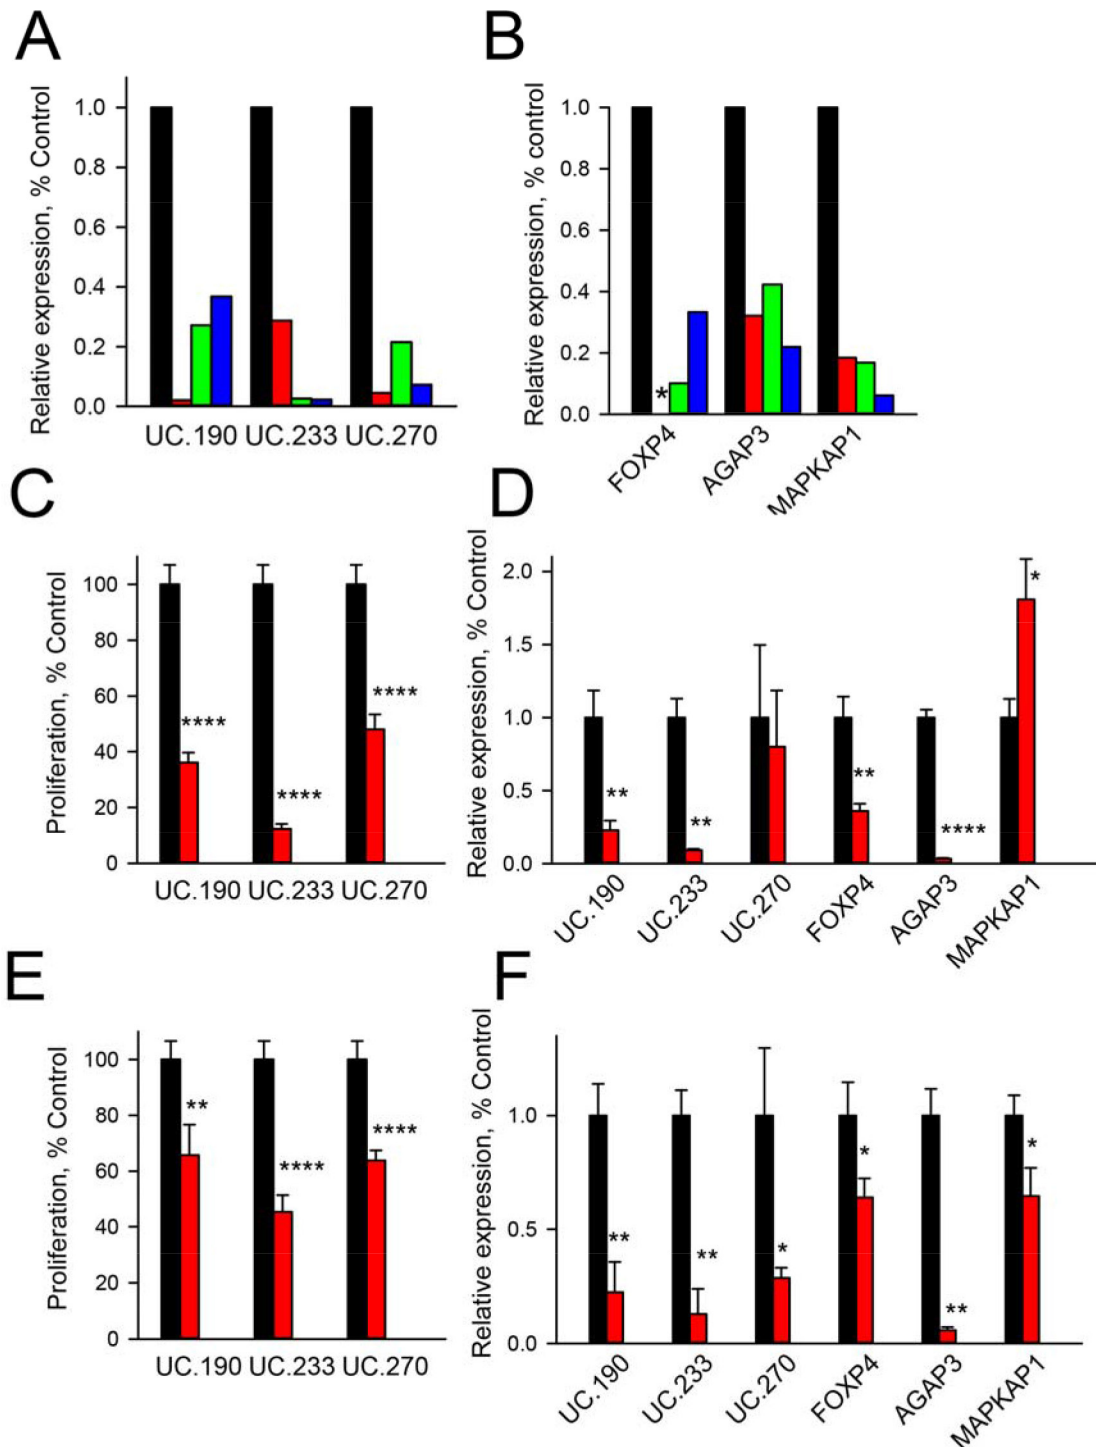 A
Relative expression, % Control
1.0
0.8
0.6
0.4
0.2
0.0
UC.190 UC.233 UC.270
B
Relative expression, % control
1.0
0.8
0.6
0.4
0.2
0.0
*
FOXP4
AGAP3
MAPKAP1
C
Proliferation, % Control
100
80
60
40
20
0
****
****
****
UC.190 UC.233 UC.270
D
Relative expression, % Control
2.0
1.5
1.0
0.5
0.0
**
**
**
****
*
UC.190
UC.233
UC.270
FOXP4
AGAP3
MAPKAP1
E
Proliferation, % Control
100
80
60
40
20
0
**
****
****
UC.190 UC.233 UC.270
F
Relative expression, % Control
1.0
0.5
0.0
**
**
*
*
**
*
UC.190
UC.233
UC.270
FOXP4
AGAP3
MAPKAP1